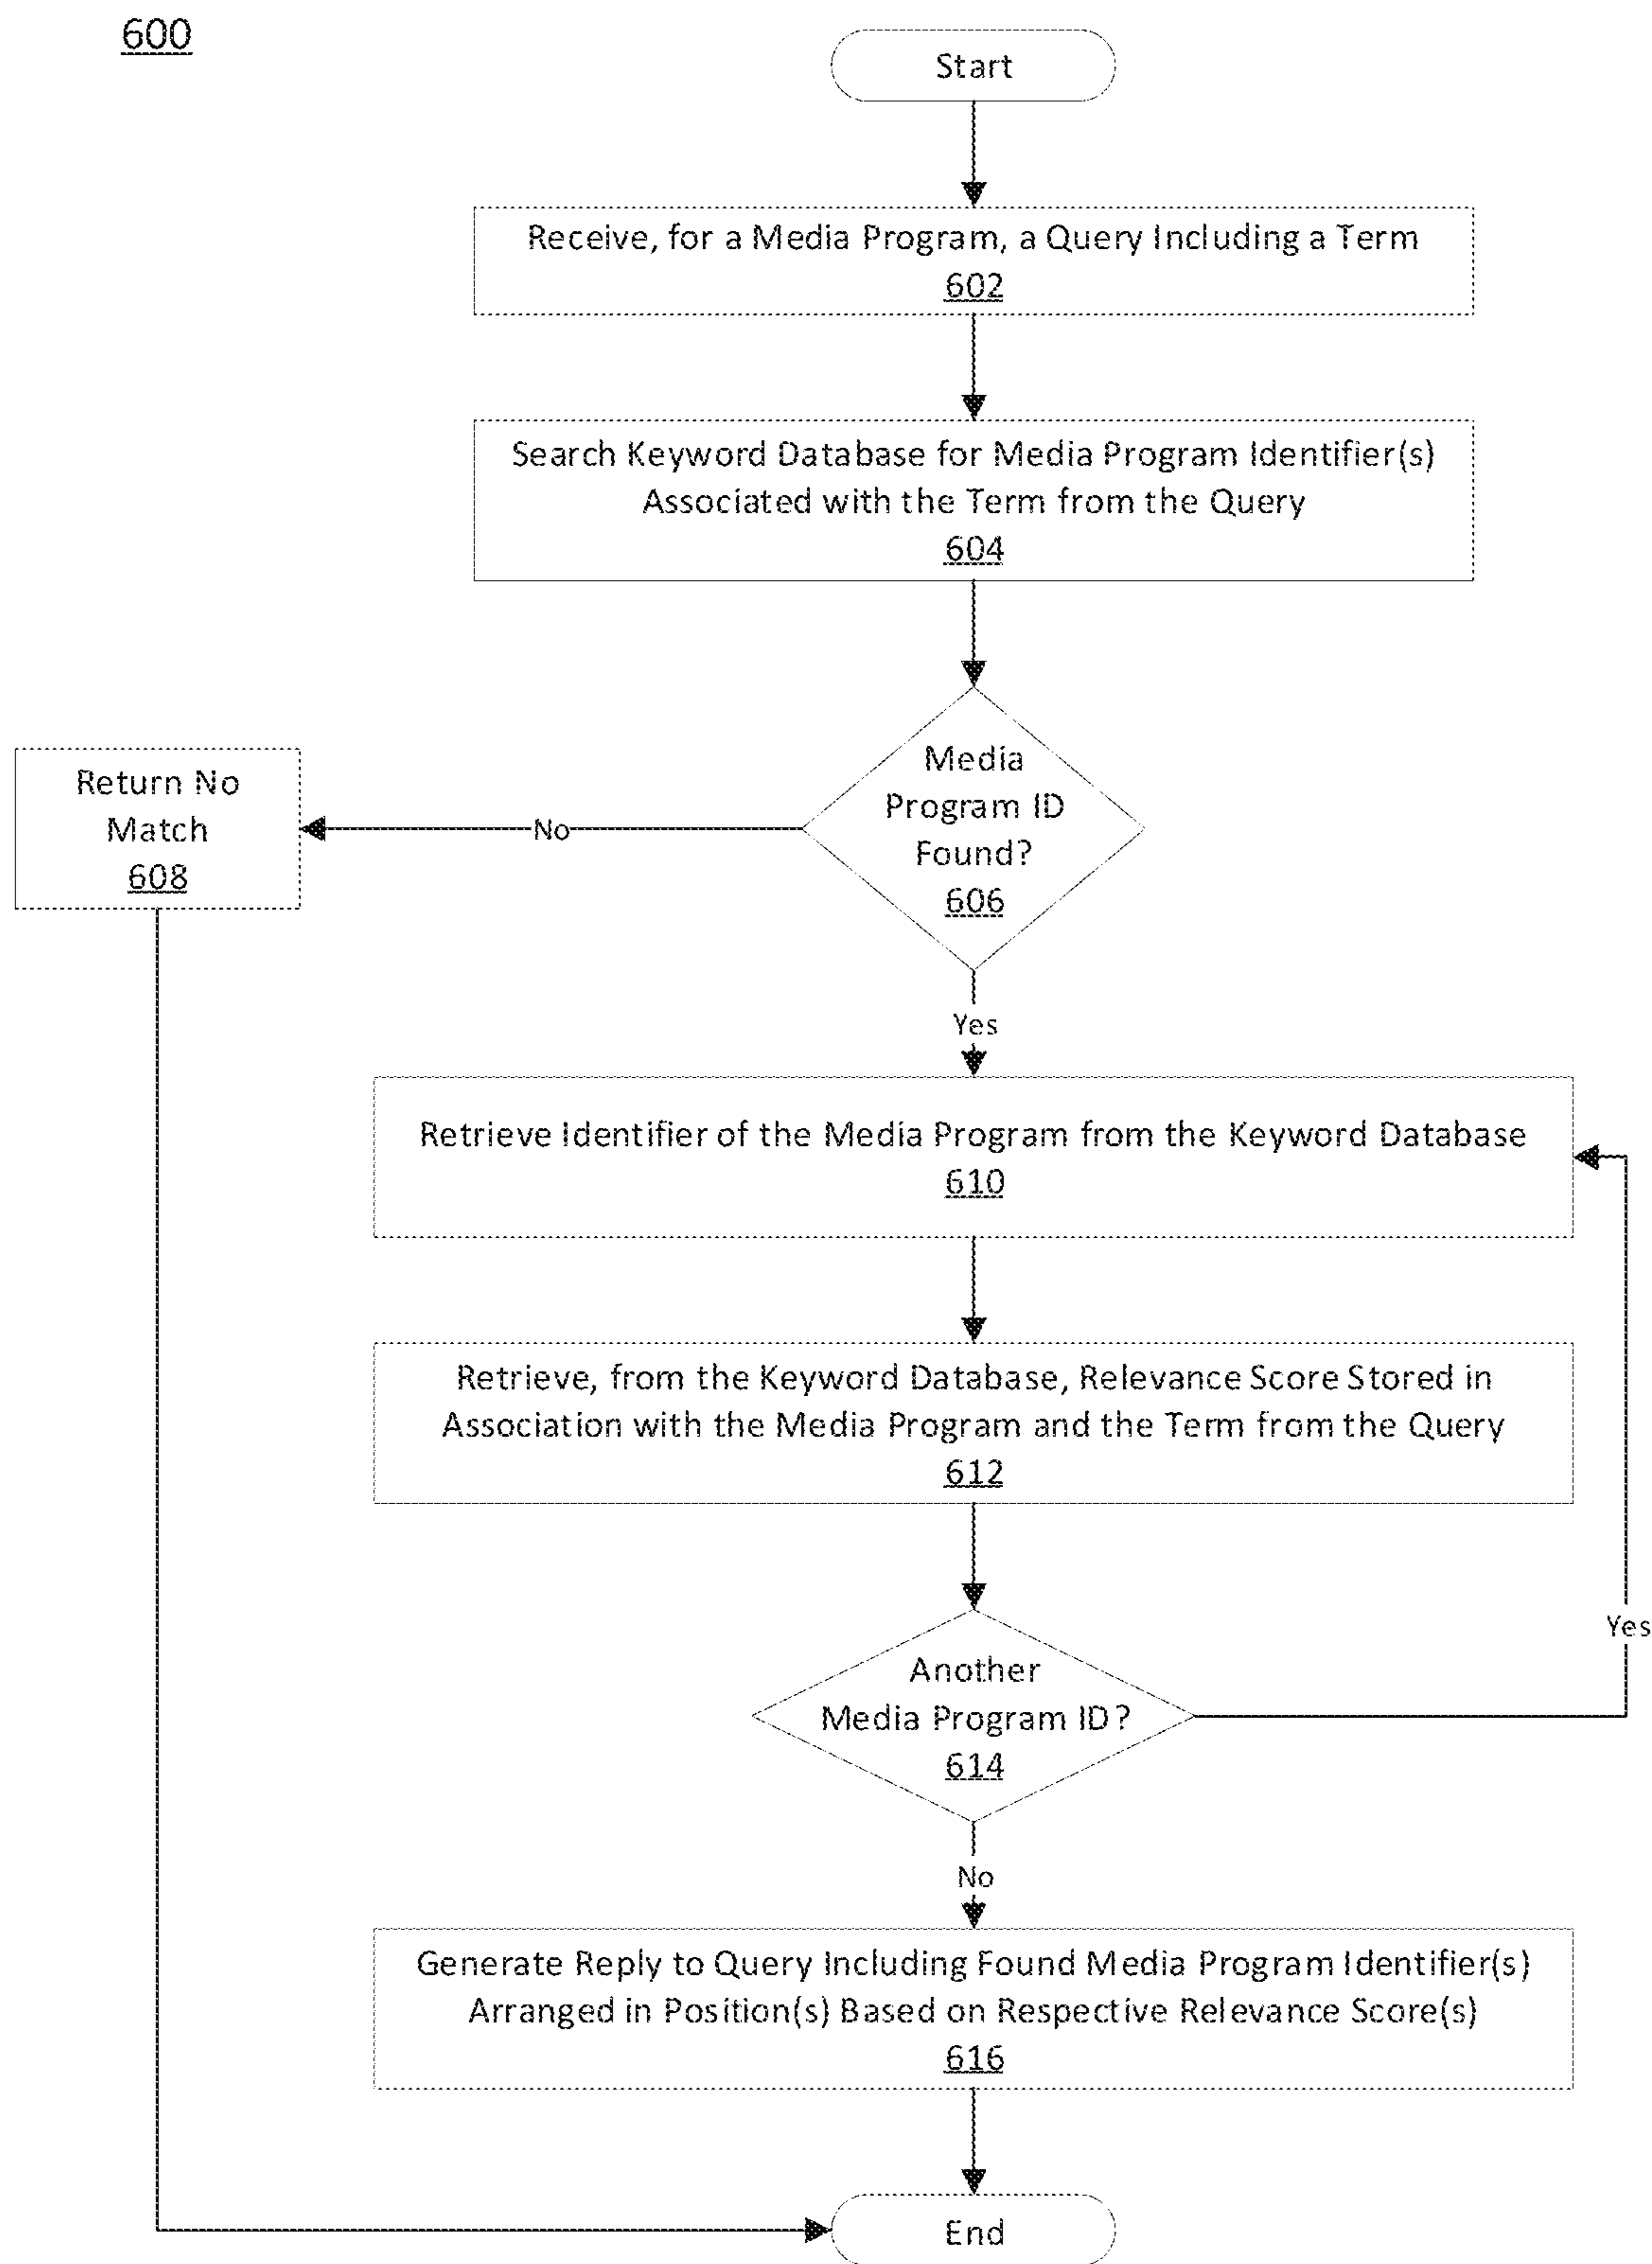 600
Start
Receive, for a Media Program, a Query Including a Term
602
Search Keyword Database for Media Program Identifier(s)
Associated with the Term from the Query
604
Media
Program ID
Found?
606
No
Return No
Match
608
Yes
Retrieve Identifier of the Media Program from the Keyword Database
610
Retrieve, from the Keyword Database, Relevance Score Stored in
Association with the Media Program and the Term from the Query
612
Another
Media Program ID?
614
Yes
No
Generate Reply to Query Including Found Media Program Identifier(s)
Arranged in Position(s) Based on Respective Relevance Score(s)
616
End